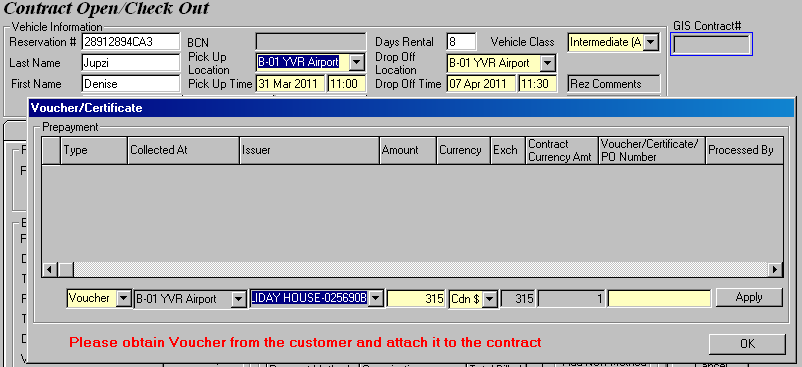 Contract Open/Check Out
Vehicle Information
GIS Contract#
Reservation # 28912894CA3 BCN Days Rental 8 Vehicle Class Intermediate (A
Last Name Jupzi Pick Up Location B-01 YVR Airport Drop Off Location B-01 YVR Airport
First Name Denise Pick Up Time 31 Mar 2011 11:00 Drop Off Time 07 Apr 2011 11:30 Rez Comments
Voucher/Certificate
Prepayment
Type Collected At Issuer Amount Currency Exch Contract Currency Amt Voucher/Certificate/ PO Number Processed By
Voucher B-01 YVR Airport LIDAY HOUSE-025690B 315 Cdn $ 315 1 Apply
Please obtain Voucher from the customer and attach it to the contract OK